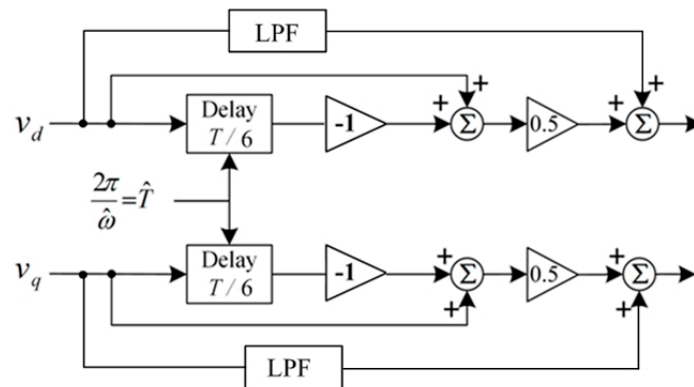 LPF
+ +
v_d Delay T / 6 -1 + Σ 0.5 + Σ
2π / ω̂ = T̂
v_q Delay T / 6 -1 + Σ 0.5 + Σ
+ +
LPF